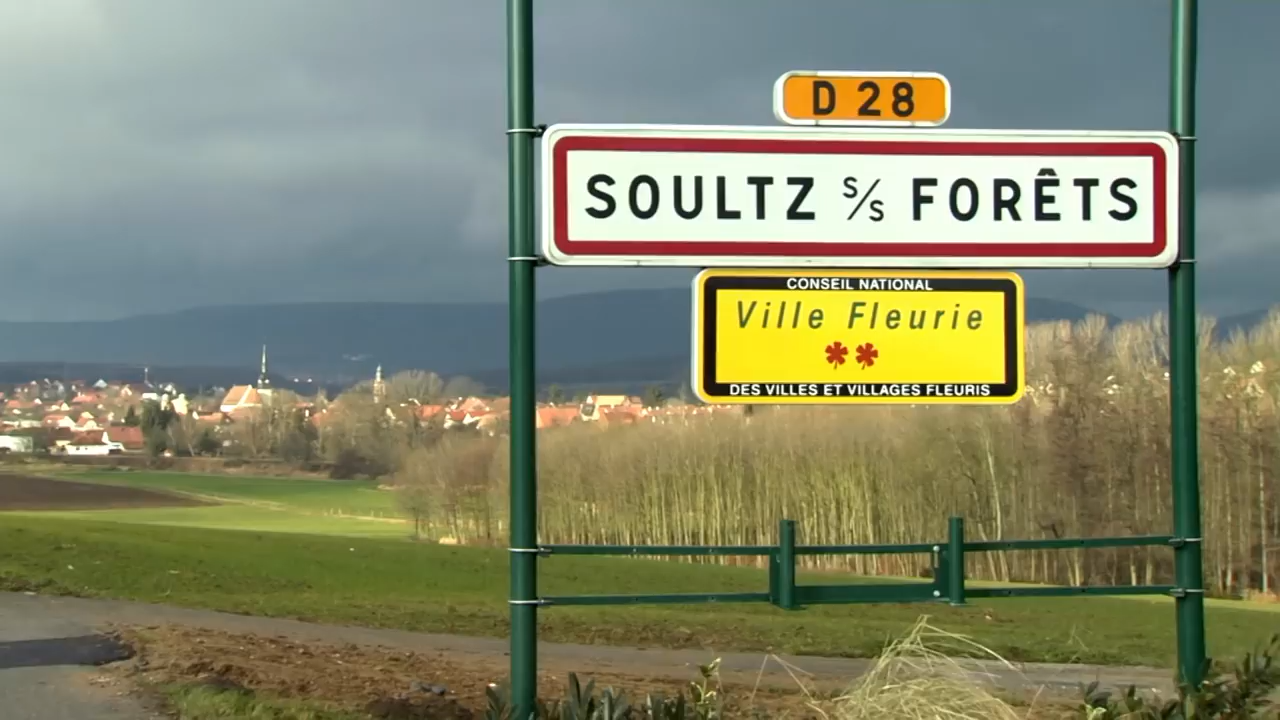 D 28
SOULTZ S/S FORÊTS
CONSEIL NATIONAL
Ville Fleurie
DES VILLES ET VILLAGES FLEURIS